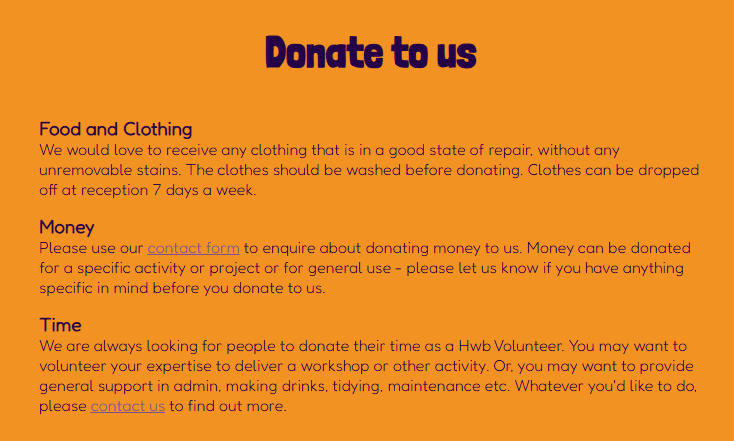 Donate to us
Food and Clothing
We would love to receive any clothing that is in a good state of repair, without any
unremovable stains. The clothes should be washed before donating. Clothes can be dropped
off at reception 7 days a week.
Money
Please use our contact form to enquire about donating money to us. Money can be donated
for a specific activity or project or for general use - please let us know if you have anything
specific in mind before you donate to us.
Time
We are always looking for people to donate their time as a Hwb Volunteer. You may want to
volunteer your expertise to deliver a workshop or other activity. Or, you may want to provide
general support in admin, making drinks, tidying, maintenance etc. Whatever you'd like to do,
please contact us to find out more.